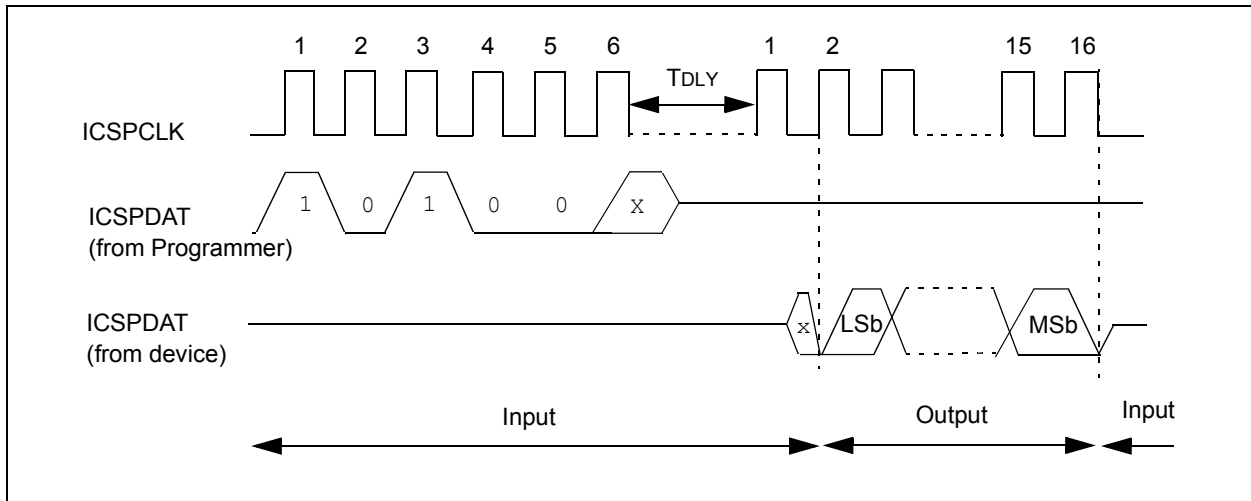 1 2 3 4 5 6 1 2 15 16
TDLY
ICSPCLK
1 0 1 0 0 x
ICSPDAT
(from Programmer)
ICSPDAT
(from device)
x LSb MSb
Input Output Input